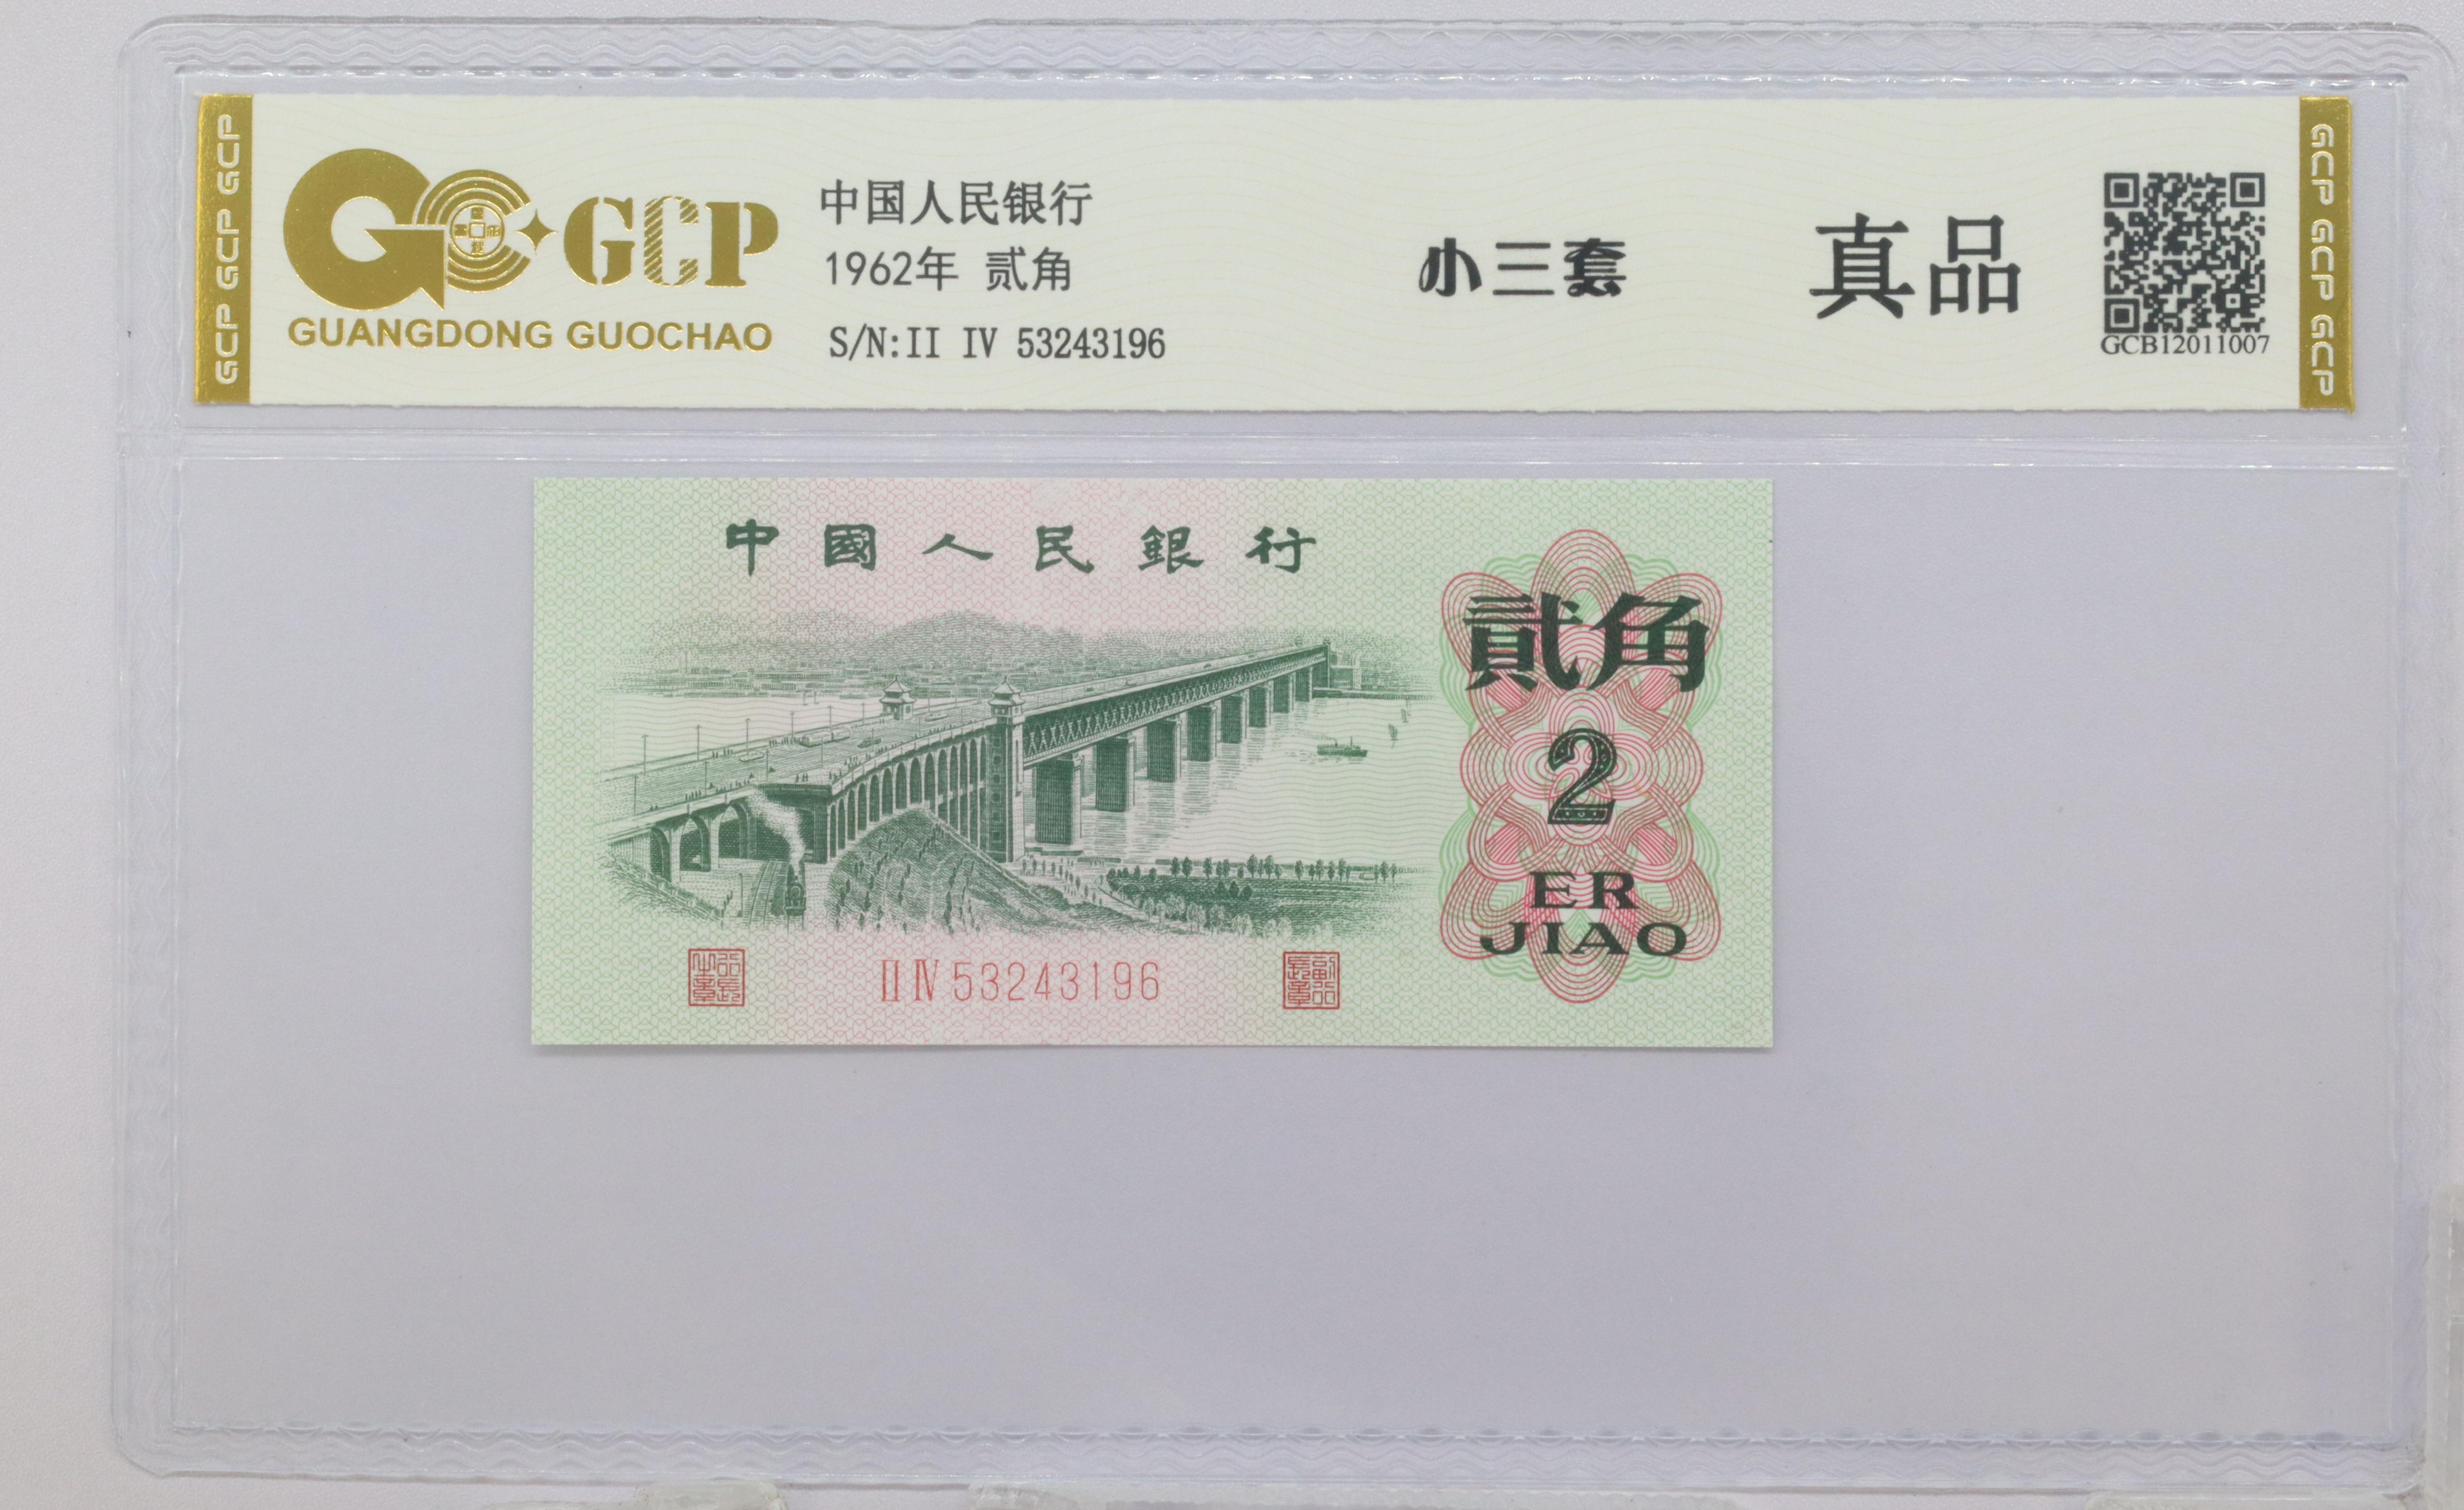 GCP GCP GCP
GCP
GUANGDONG GUOCHAO
中国人民银行
1962年 贰角
S/N:II IV 53243196
小三套
真品
GCB12011007
GCP GCP GCP
中國人民銀行
貳角
2
ER
JIAO
II IV 53243196